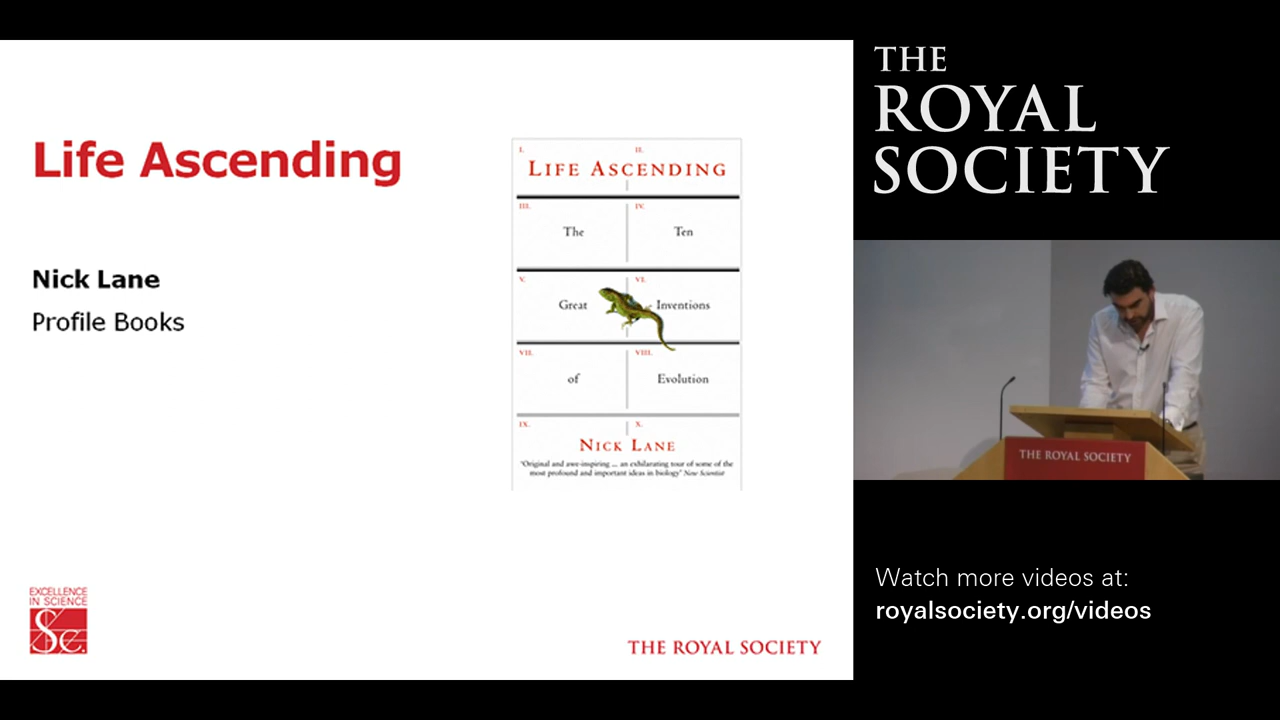 Life Ascending
Nick Lane
Profile Books
I.
II.
LIFE ASCENDING
III.
IV.
The
Ten
V.
VI.
Great
Inventions
VII.
VIII.
of
Evolution
IX.
X.
NICK LANE
'Original and awe-inspiring ... an exhilarating tour of some of the
most profound and important ideas in biology' New Scientist
EXCELLENCE
IN SCIENCE
THE ROYAL SOCIETY
THE
ROYAL
SOCIETY
THE ROYAL SOCIETY
Watch more videos at:
royalsociety.org/videos